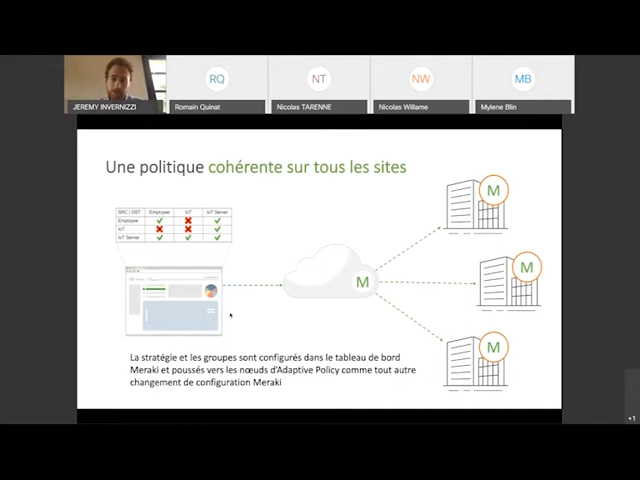 RQ
NT
NW
MB
JEREMY INVERNIZZI
Romain Quinat
Nicolas TARENNE
Nicolas Willame
Mylene Blin
Une politique cohérente sur tous les sites
SRC | DST Employee IoT IoT Server
Employee
IoT
IoT Server
M
M
M
M
La stratégie et les groupes sont configurés dans le tableau de bord
Meraki et poussés vers les nœuds d'Adaptive Policy comme tout autre
changement de configuration Meraki
+1